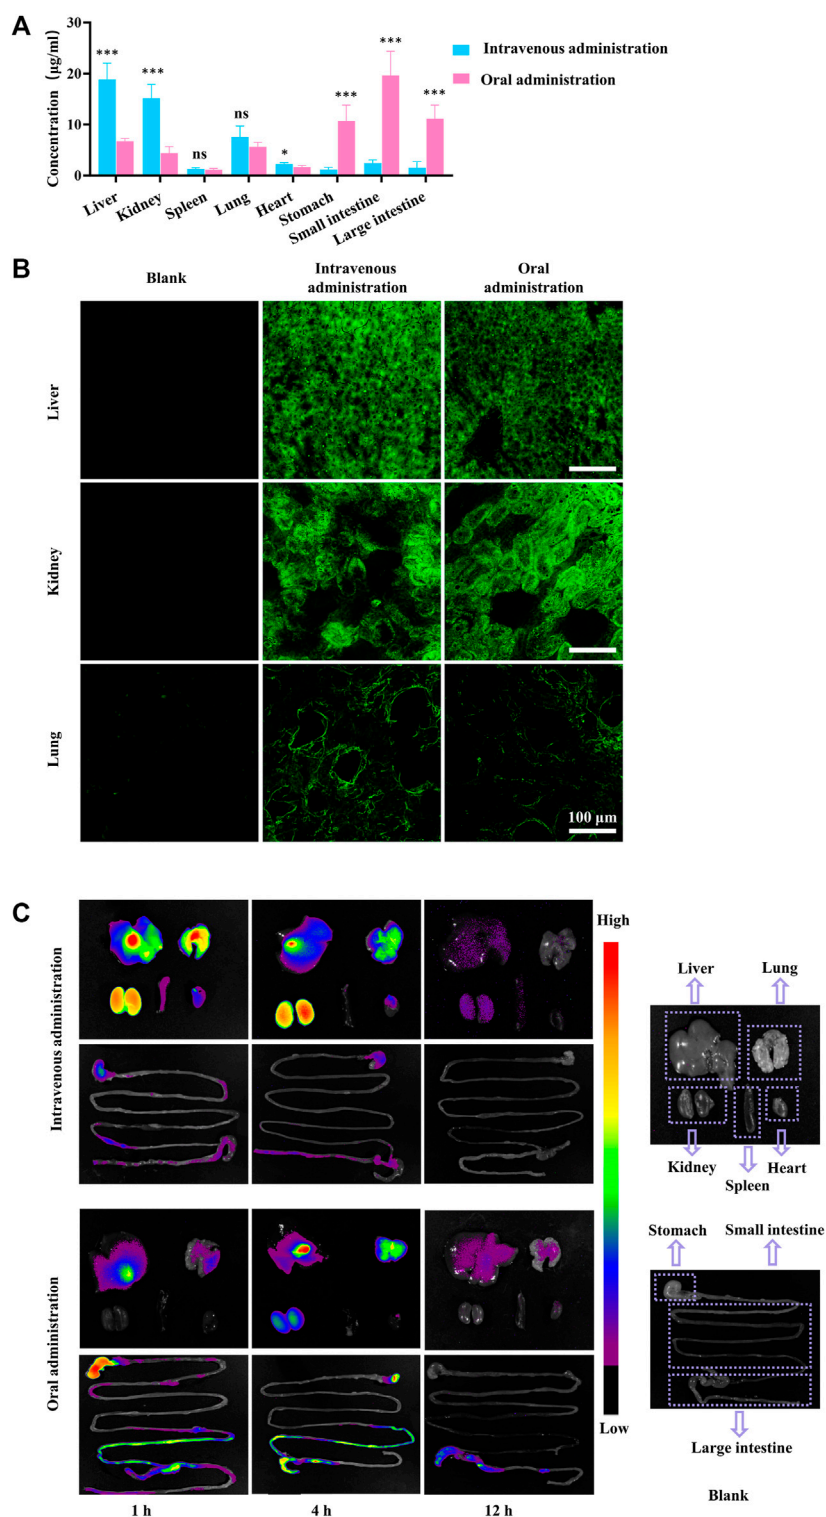 A
30
20
10
0
Concentration (μg/ml)
***
***
ns
ns
*
***
***
***
Intravenous administration
Oral administration
Liver
Kidney
Spleen
Lung
Heart
Stomach
Small intestine
Large intestine
B
Blank
Intravenous
administration
Oral
administration
Liver
Kidney
Lung
100 μm
C
Intravenous administration
Oral administration
1 h
4 h
12 h
High
Low
Liver
Lung
Kidney
Spleen
Heart
Stomach
Small intestine
Large intestine
Blank